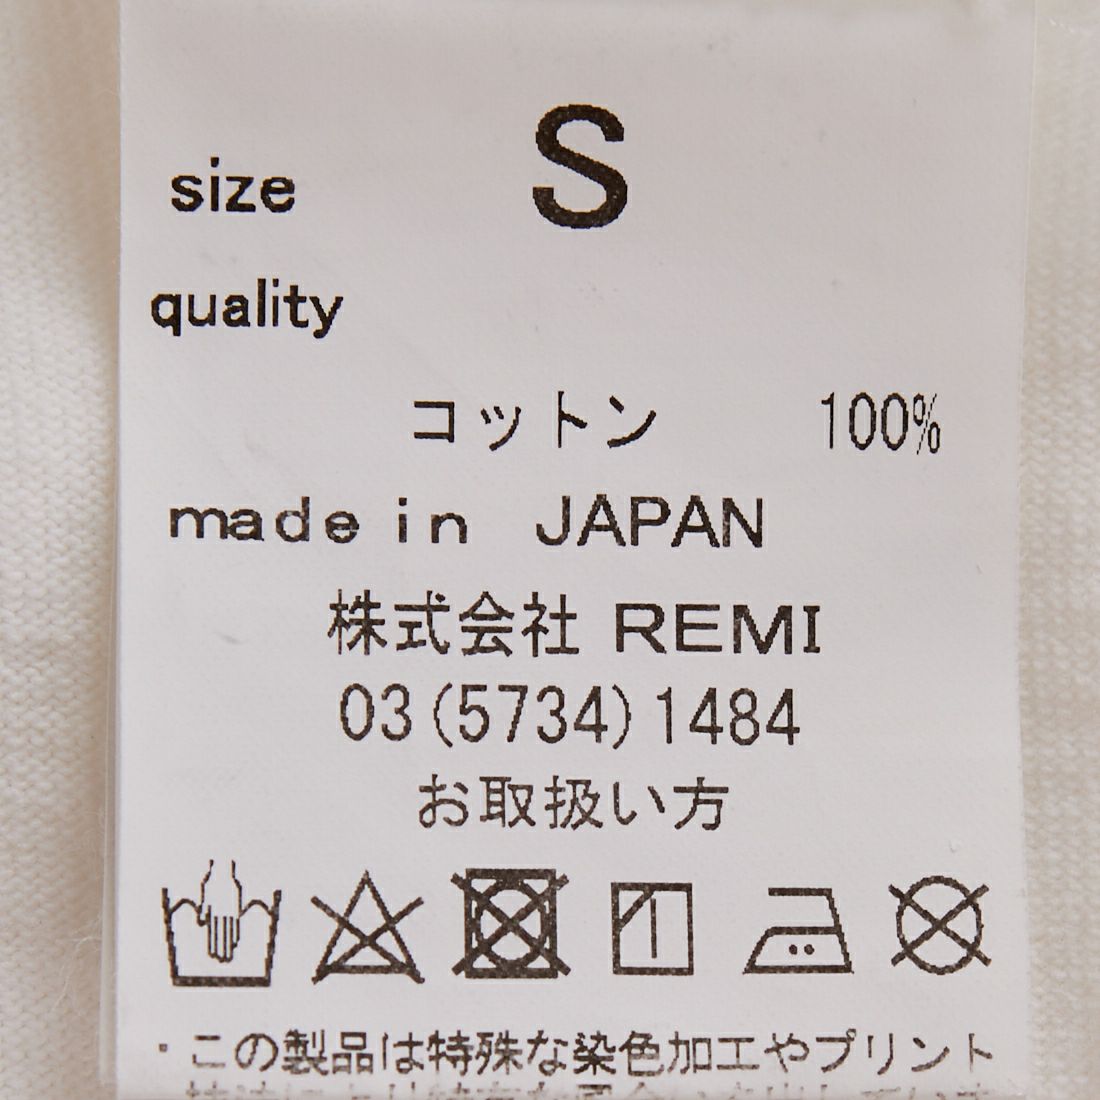 size S
quality
コットン 100%
made in JAPAN
株式会社 REMI
03(5734)1484
お取扱い方
・この製品は特殊な染色加工やプリント